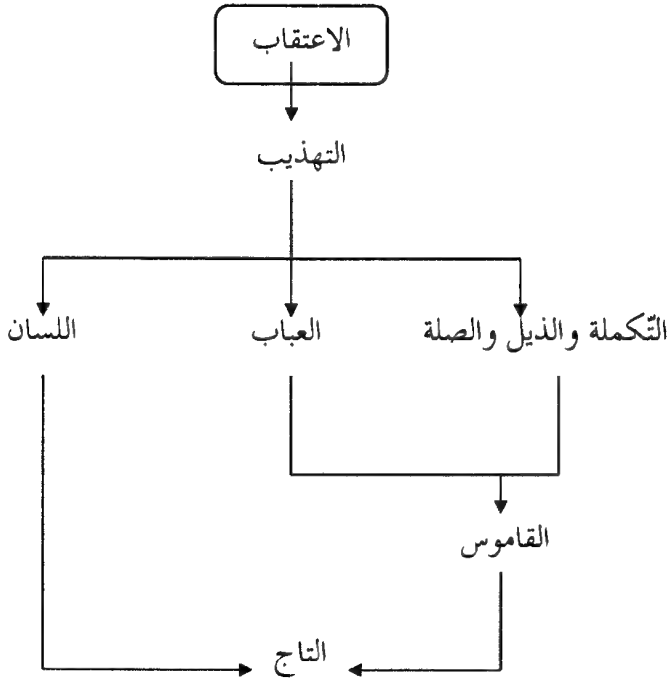 الاعتقاب
التهذيب
التّكملة والذيل والصلة
العباب
اللسان
القاموس
التاج